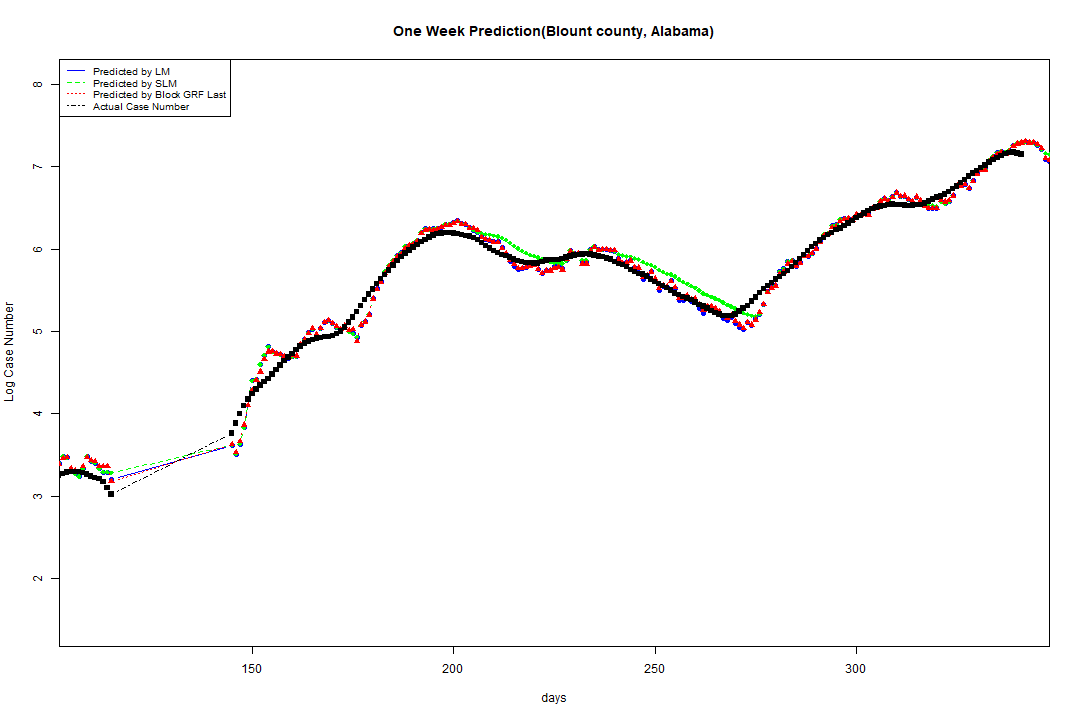 One Week Prediction(Blount county, Alabama)
Predicted by LM
Predicted by SLM
Predicted by Block GRF Last
Actual Case Number
8
7
6
5
4
3
2
Log Case Number
150 200 250 300
days